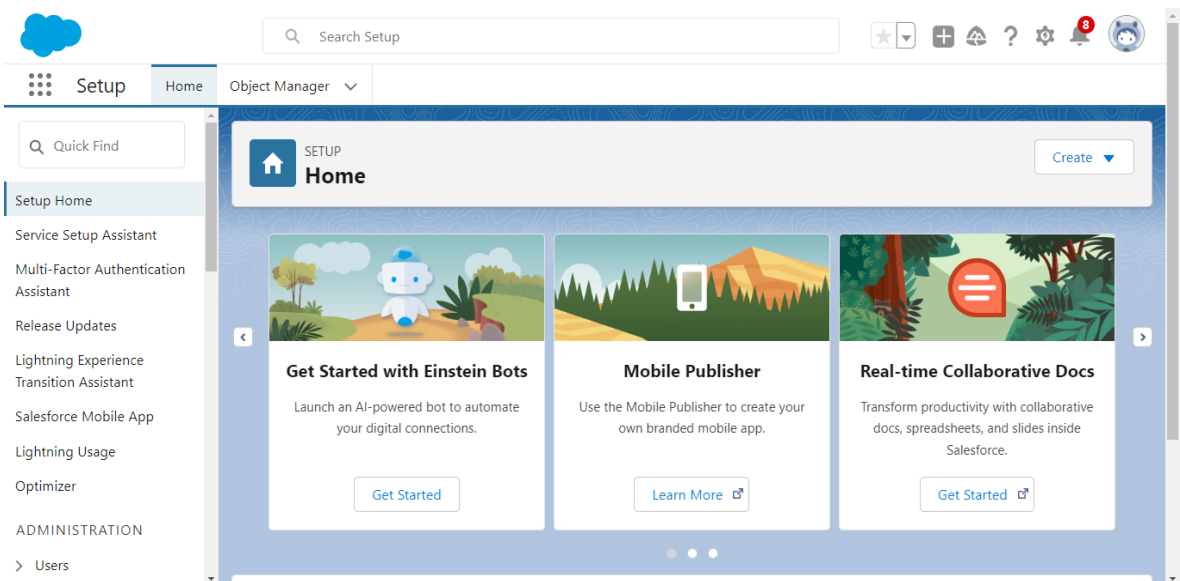 Search Setup
8
Setup
Home
Object Manager
Quick Find
Setup Home
Service Setup Assistant
Multi-Factor Authentication
Assistant
Release Updates
Lightning Experience
Transition Assistant
Salesforce Mobile App
Lightning Usage
Optimizer
ADMINISTRATION
Users
SETUP
Home
Create
Get Started with Einstein Bots
Launch an AI-powered bot to automate
your digital connections.
Get Started
Mobile Publisher
Use the Mobile Publisher to create your
own branded mobile app.
Learn More
Real-time Collaborative Docs
Transform productivity with collaborative
docs, spreadsheets, and slides inside
Salesforce.
Get Started